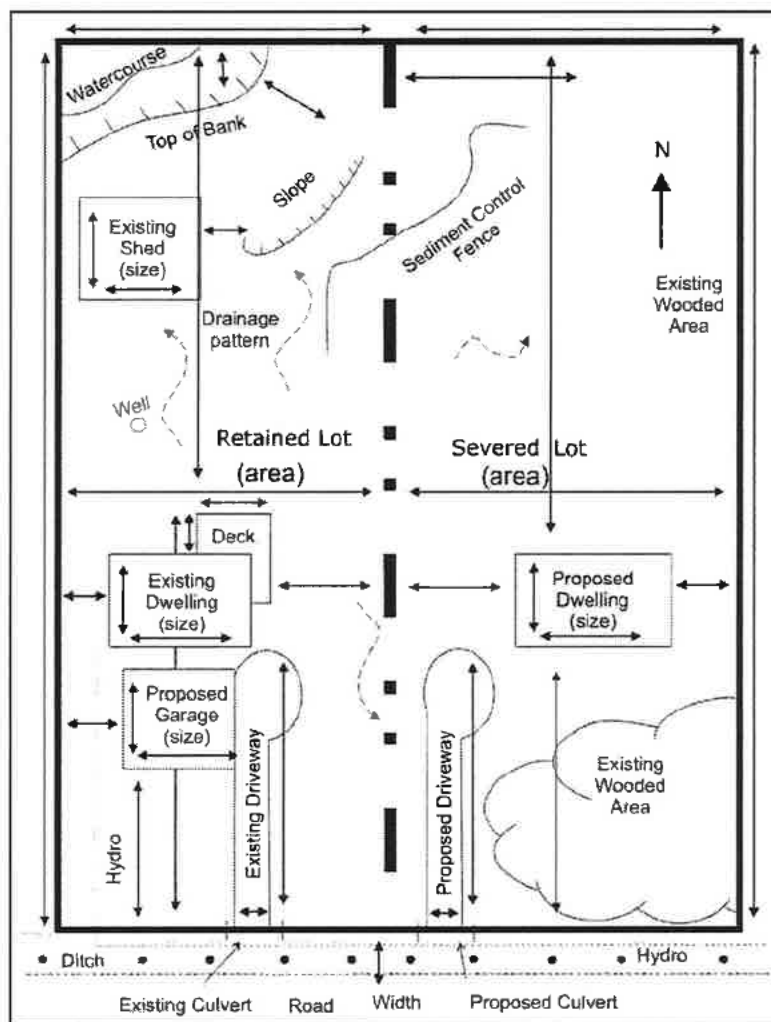 Watercourse
Top of Bank
N
Slope
Existing
Shed
(size)
Sediment Control
Fence
Existing
Wooded
Area
Drainage
pattern
Well
Retained Lot
(area)
Severed Lot
(area)
Deck
Existing
Dwelling
(size)
Proposed
Dwelling
(size)
Proposed
Garage
(size)
Existing
Wooded
Area
Hydro
Existing Driveway
Proposed Driveway
Ditch
Hydro
Existing Culvert
Road
Width
Proposed Culvert